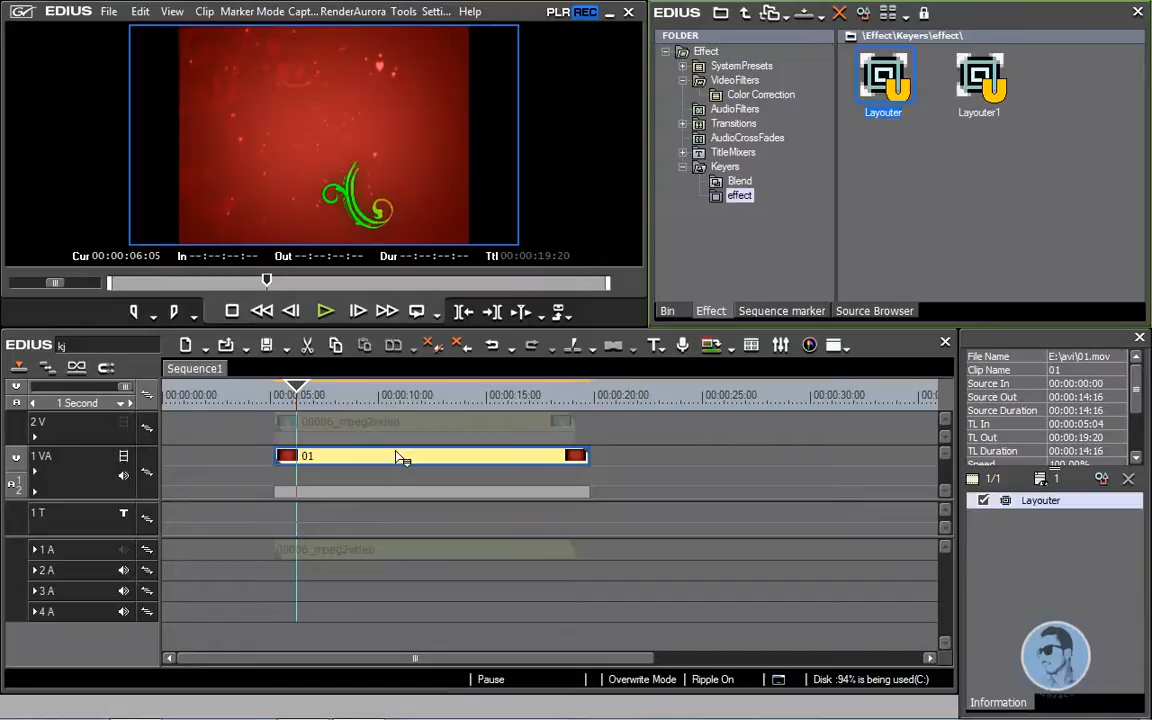 EDIUS File Edit View Clip Marker Mode Capt... RenderAurora Tools Setti... Help PLR REC
Cur 00:00:06:05 In --:--:--:-- Out --:--:--:-- Dur --:--:--:-- Ttl 00:00:19:20
EDIUS
FOLDER
Effect
SystemPresets
VideoFilters
Color Correction
AudioFilters
Transitions
AudioCrossFades
TitleMixers
Keyers
Blend
effect
\Effect\Keyers\effect\
Layouter Layouter1
Bin Effect Sequence marker Source Browser
EDIUS kj
Sequence1
1 Second
00:00:00:00 00:00:05:00 00:00:10:00 00:00:15:00 00:00:20:00 00:00:25:00 00:00:30:00
2 V
1 VA 01
1
2
1 T T
1 A
2 A
3 A
4 A
Pause Overwrite Mode Ripple On Disk :94% is being used(C:)
File Name E:\avi\01.mov
Clip Name 01
Source In 00:00:00:00
Source Out 00:00:14:16
Source Duration 00:00:14:16
TL In 00:00:05:04
TL Out 00:00:19:20
TL Duration 00:00:14:16
Speed 100.00%
1/1 1
Layouter
Information